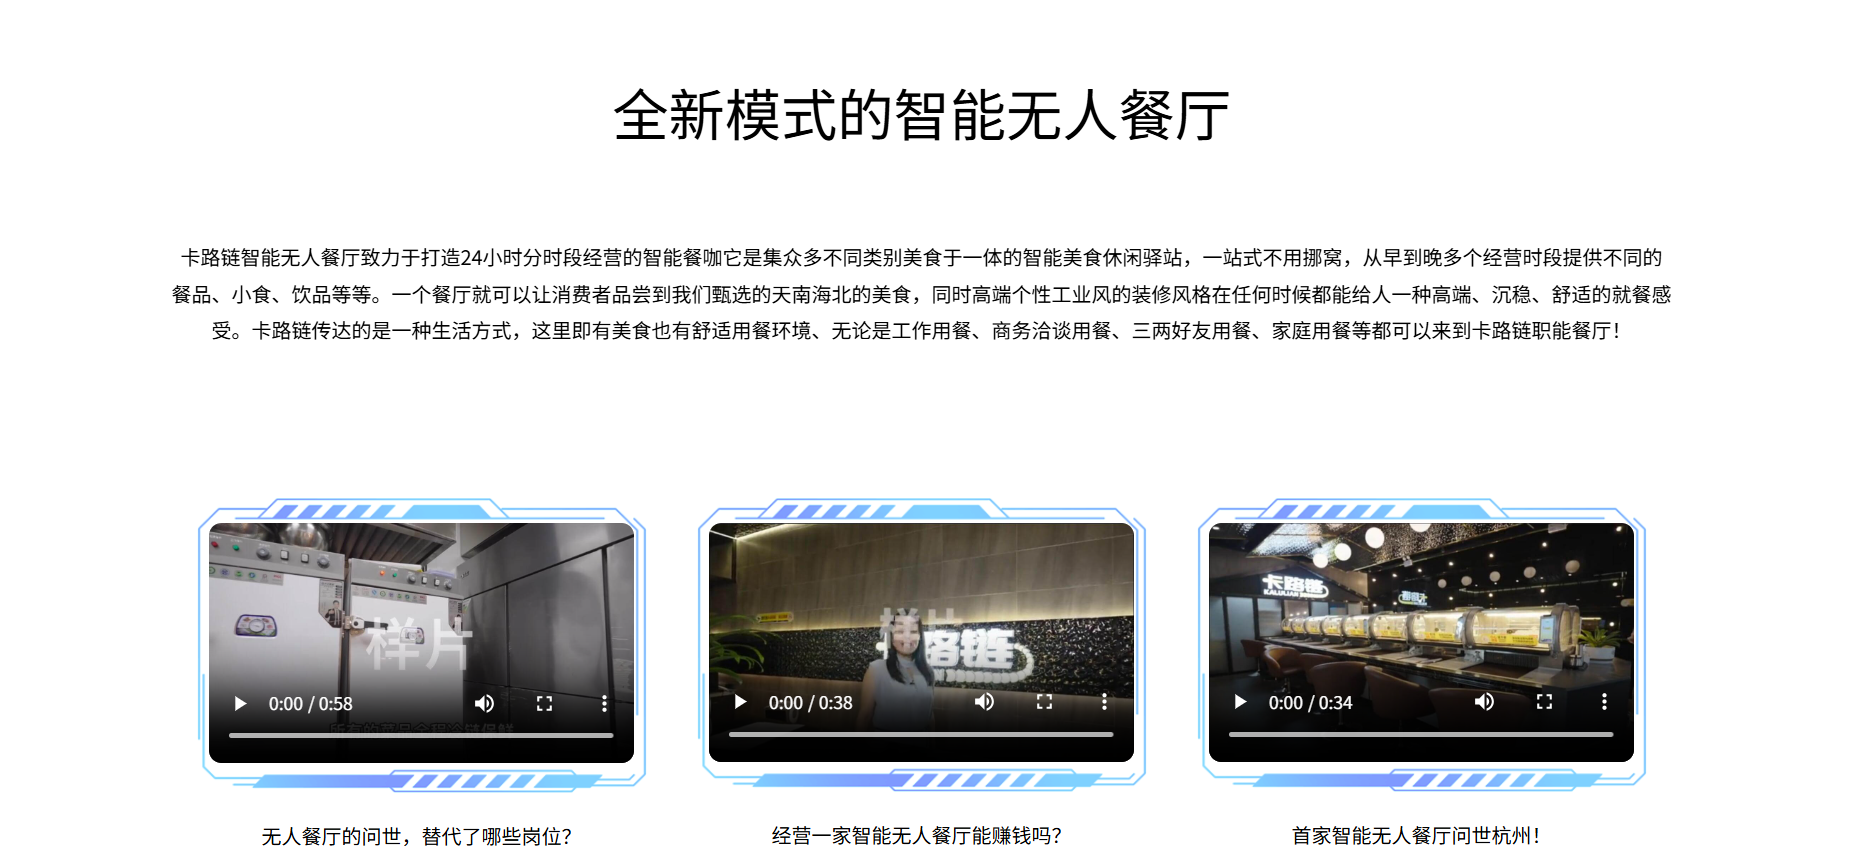 全新模式的智能无人餐厅
卡路链智能无人餐厅致力于打造24小时分时段经营的智能餐咖它是集众多不同类别美食于一体的智能美食休闲驿站，一站式不用挪窝，从早到晚多个经营时段提供不同的
餐品、小食、饮品等等。一个餐厅就可以让消费者品尝到我们甄选的天南海北的美食，同时高端个性工业风的装修风格在任何时候都能给人一种高端、沉稳、舒适的就餐感
受。卡路链传达的是一种生活方式，这里即有美食也有舒适用餐环境、无论是工作用餐、商务洽谈用餐、三两好友用餐、家庭用餐等都可以来到卡路链职能餐厅！
样片
所有的菜品全程冷链保鲜
0:00 / 0:58
样片
路链
0:00 / 0:38
卡路链
KALULIAN
0:00 / 0:34
无人餐厅的问世，替代了哪些岗位？
经营一家智能无人餐厅能赚钱吗？
首家智能无人餐厅问世杭州！